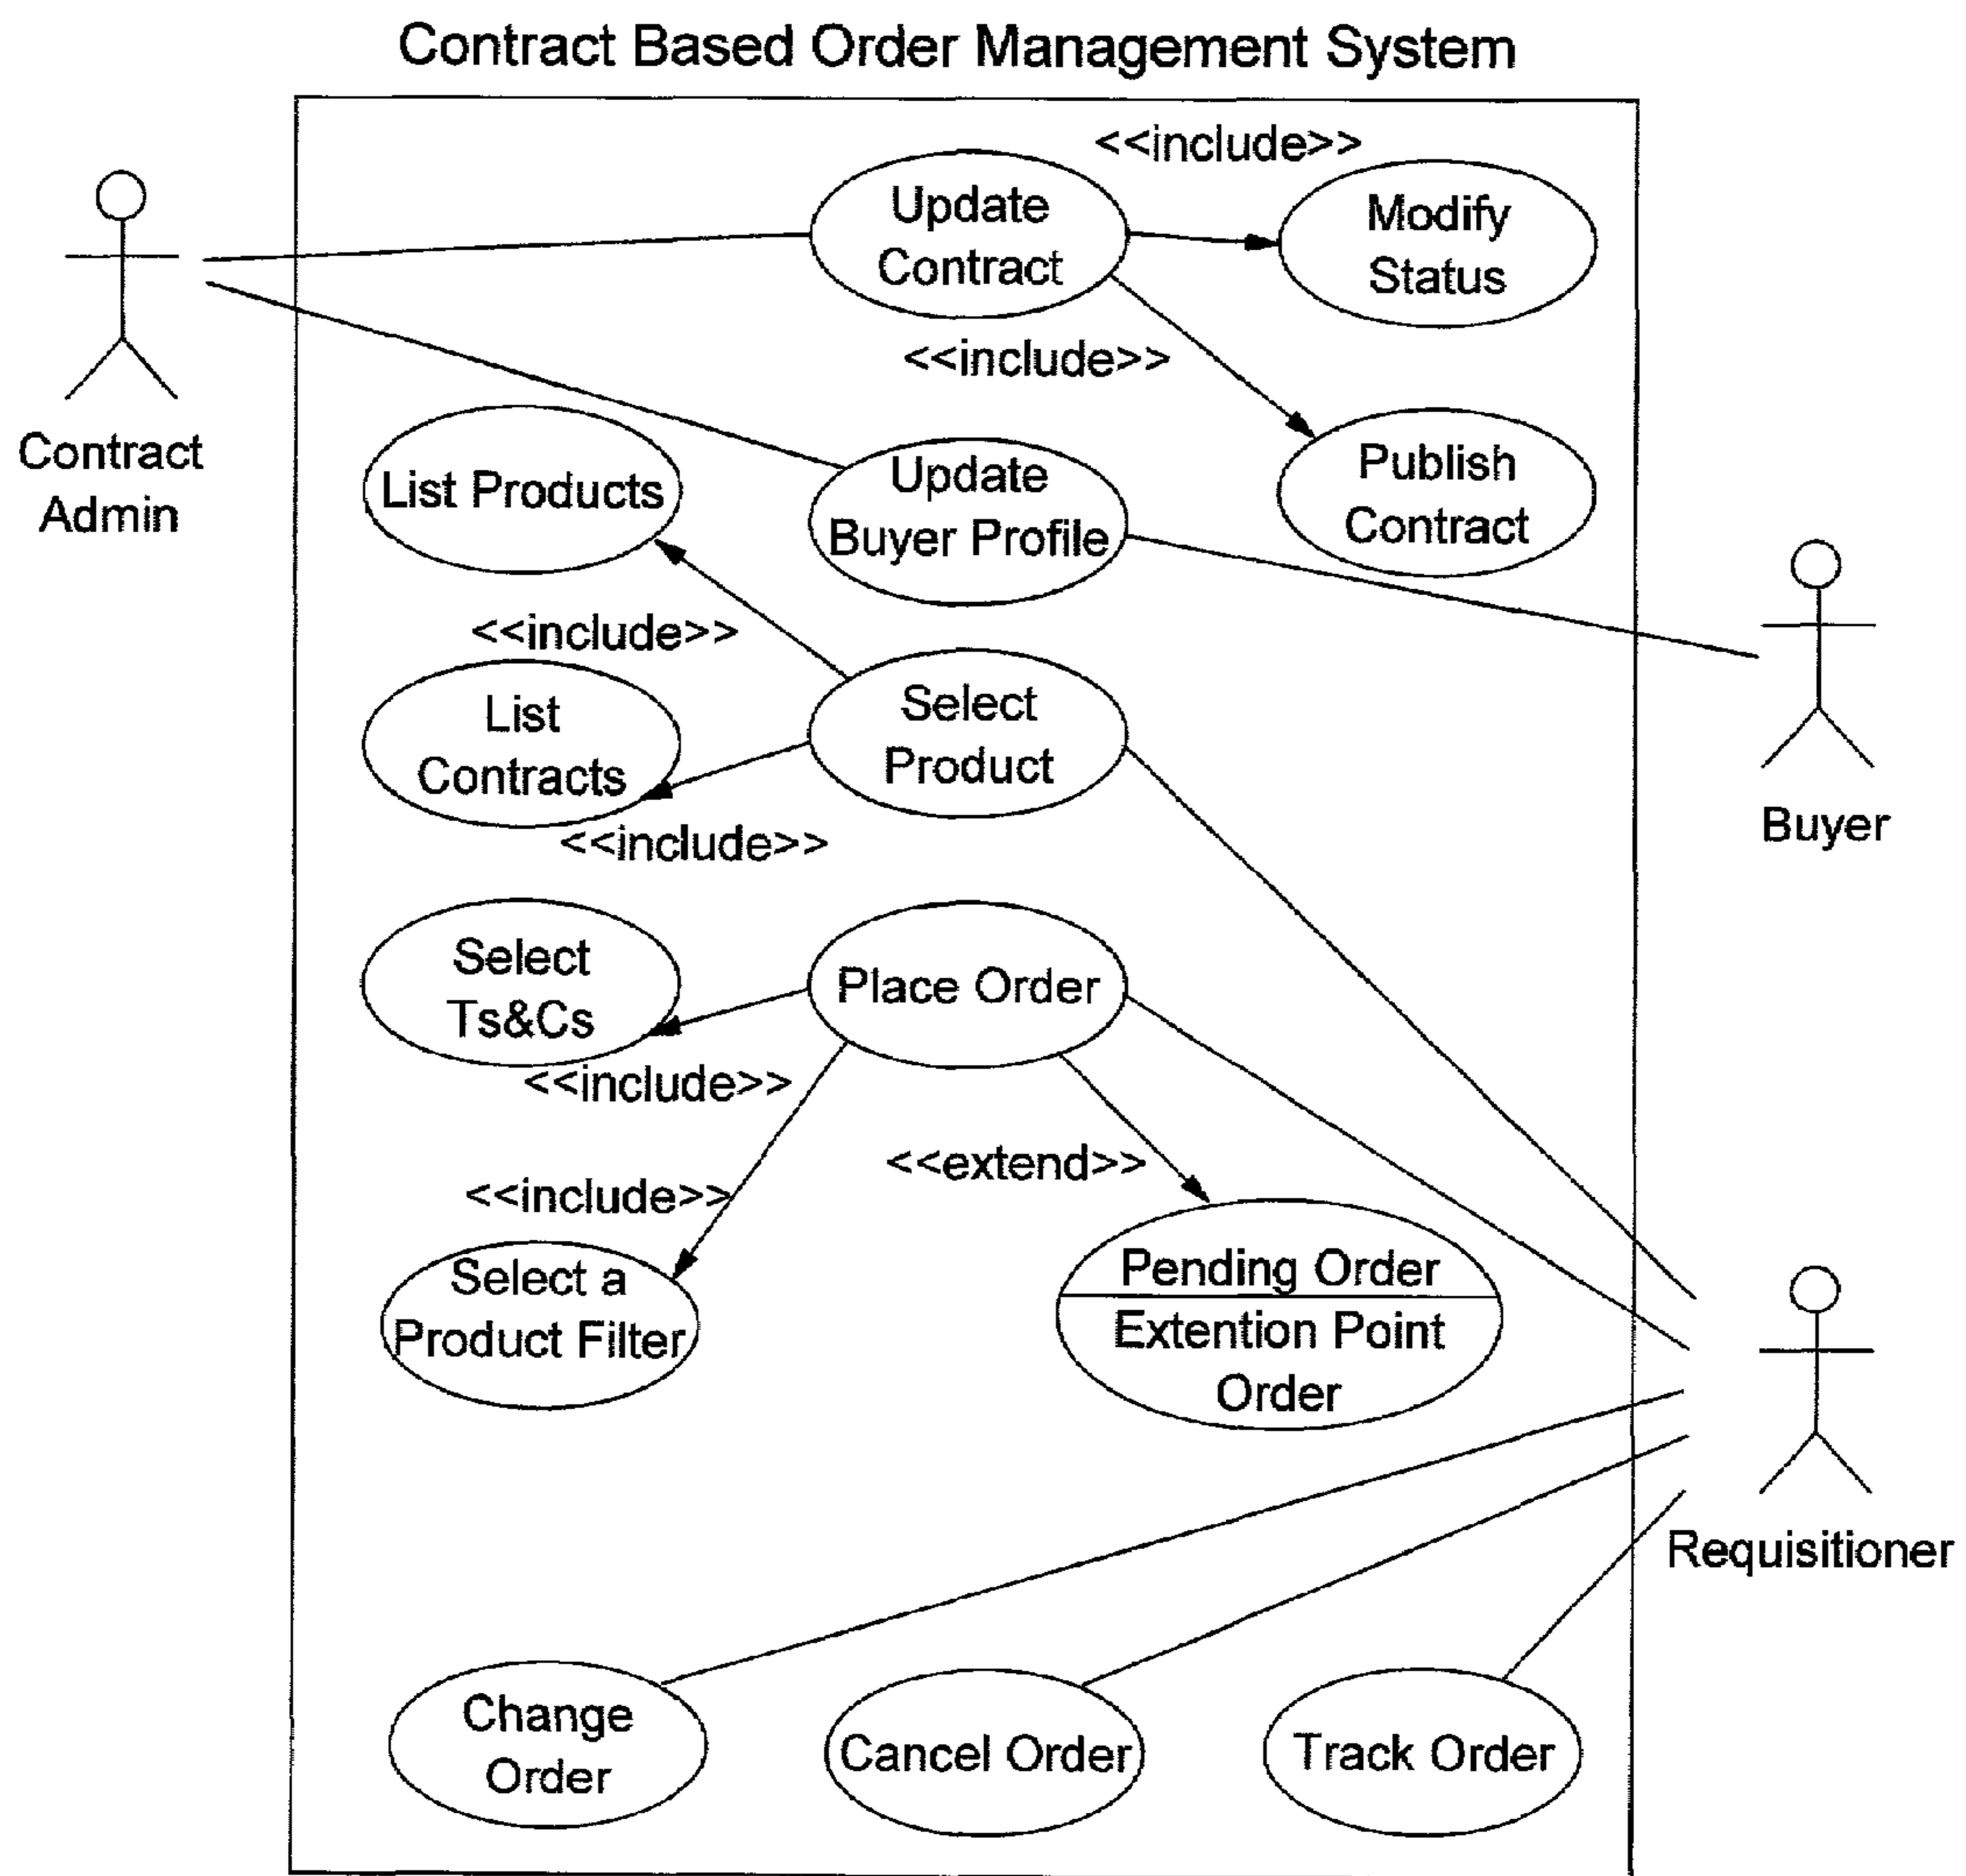 Contract Based Order Management System
<<include>>
Update
Contract
Modify
Status
<<include>>
Contract
Admin
List Products
Update
Buyer Profile
Publish
Contract
<<include>>
List
Contracts
Select
Product
<<include>>
Buyer
Select
Ts&Cs
Place Order
<<include>>
<<extend>>
<<include>>
Select a
Product Filter
Pending Order
Extention Point
Order
Requisitioner
Change
Order
Cancel Order
Track Order